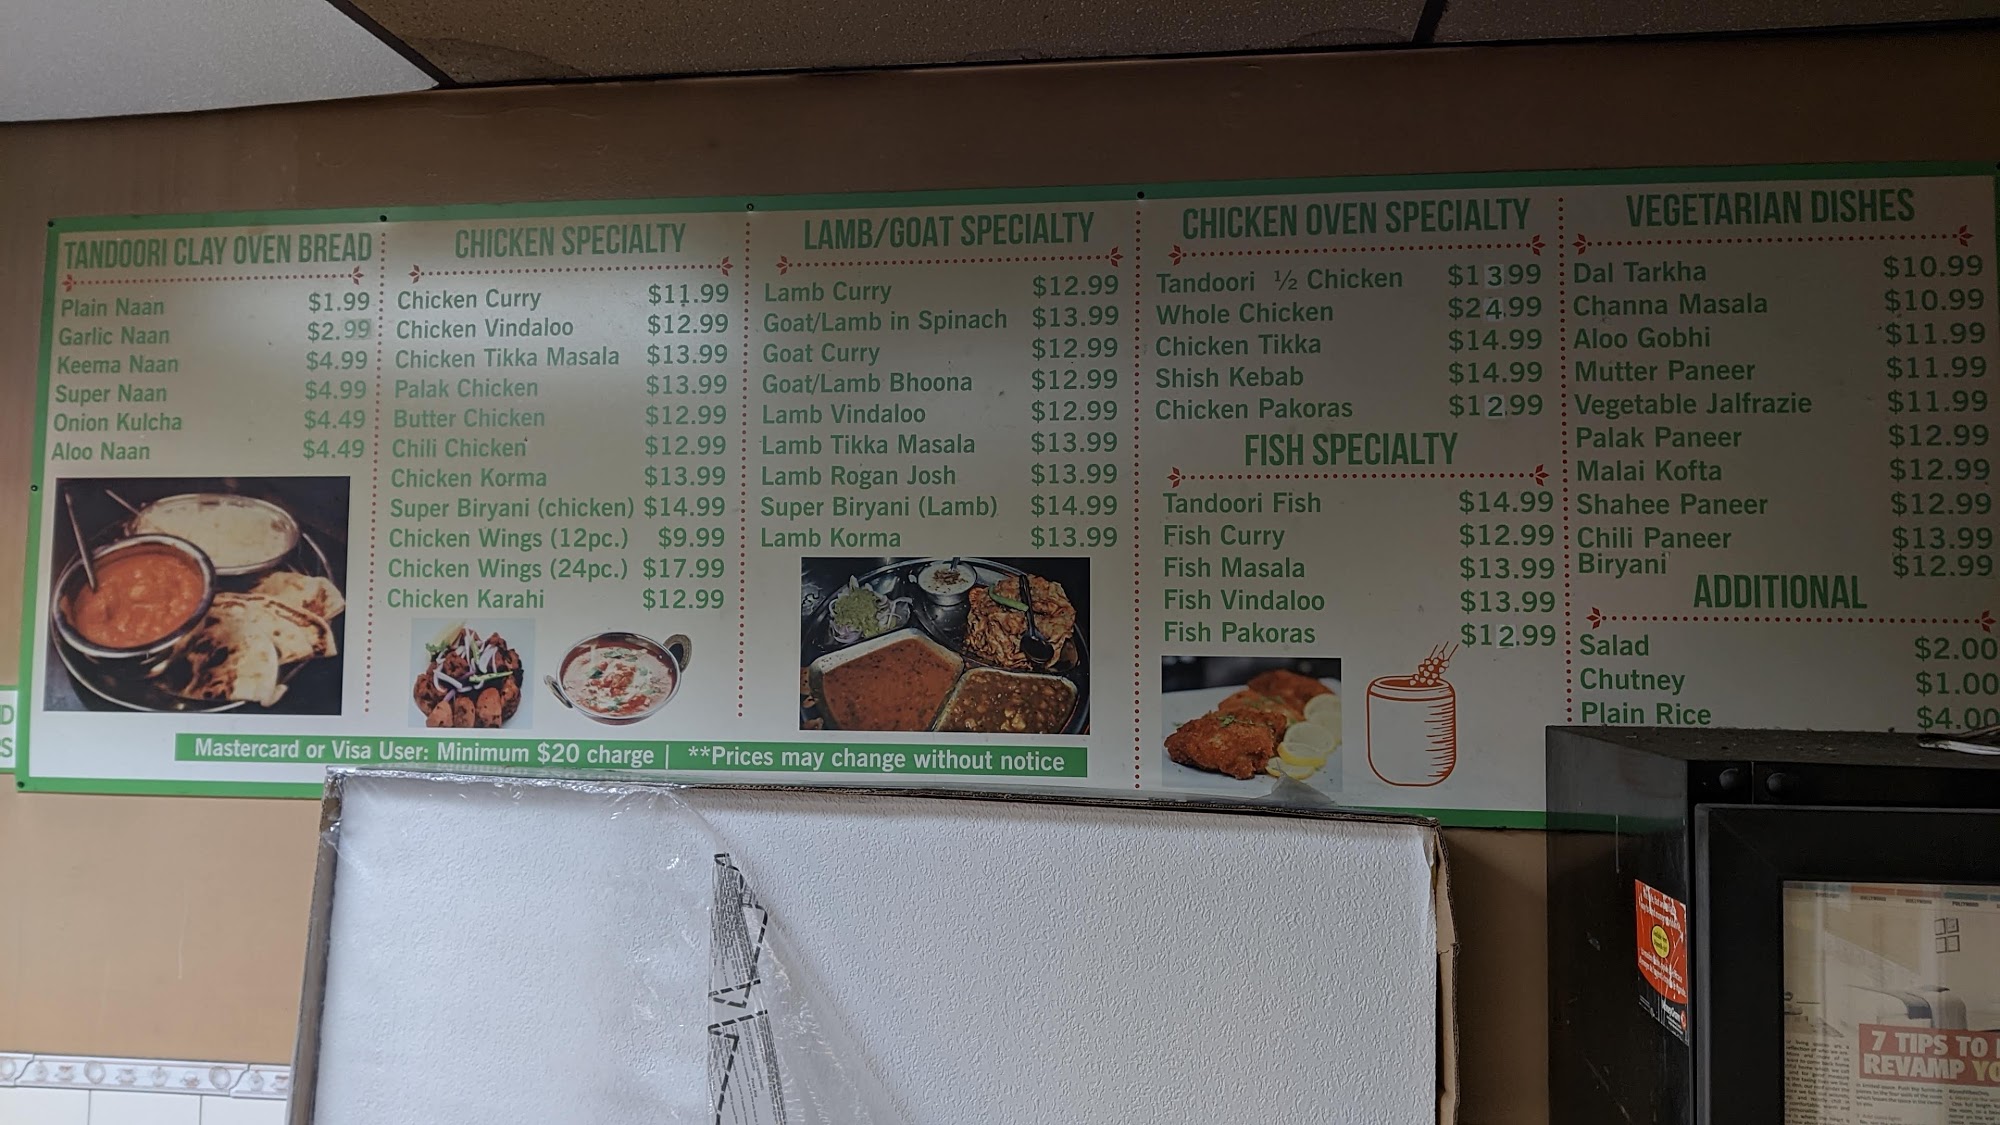 TANDOORI CLAY OVEN BREAD
Plain Naan $1.99
Garlic Naan $2.99
Keema Naan $4.99
Super Naan $4.99
Onion Kulcha $4.49
Aloo Naan $4.49
CHICKEN SPECIALTY
Chicken Curry $11.99
Chicken Vindaloo $12.99
Chicken Tikka Masala $13.99
Palak Chicken $13.99
Butter Chicken $12.99
Chili Chicken $12.99
Chicken Korma $13.99
Super Biryani (chicken) $14.99
Chicken Wings (12pc.) $9.99
Chicken Wings (24pc.) $17.99
Chicken Karahi $12.99
LAMB/GOAT SPECIALTY
Lamb Curry $12.99
Goat/Lamb in Spinach $13.99
Goat Curry $12.99
Goat/Lamb Bhoona $12.99
Lamb Vindaloo $12.99
Lamb Tikka Masala $13.99
Lamb Rogan Josh $13.99
Super Biryani (Lamb) $14.99
Lamb Korma $13.99
CHICKEN OVEN SPECIALTY
Tandoori ½ Chicken $13.99
Whole Chicken $24.99
Chicken Tikka $14.99
Shish Kebab $14.99
Chicken Pakoras $12.99
FISH SPECIALTY
Tandoori Fish $14.99
Fish Curry $12.99
Fish Masala $13.99
Fish Vindaloo $13.99
Fish Pakoras $12.99
VEGETARIAN DISHES
Dal Tarkha $10.99
Channa Masala $10.99
Aloo Gobhi $11.99
Mutter Paneer $11.99
Vegetable Jalfrazie $11.99
Palak Paneer $12.99
Malai Kofta $12.99
Shahee Paneer $12.99
Chili Paneer $13.99
Biryani $12.99
ADDITIONAL
Salad $2.00
Chutney $1.00
Plain Rice $4.00
Mastercard or Visa User: Minimum $20 charge | **Prices may change without notice
D
S
7 TIPS TO
REVAMP YO